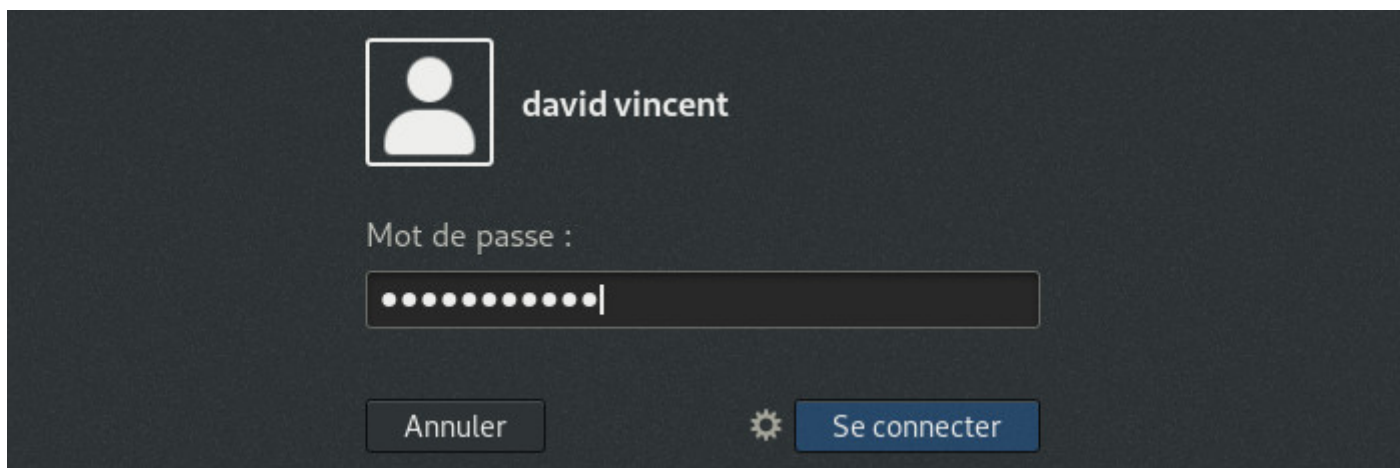 david vincent
Mot de passe :
•••••••••••
Annuler
Se connecter